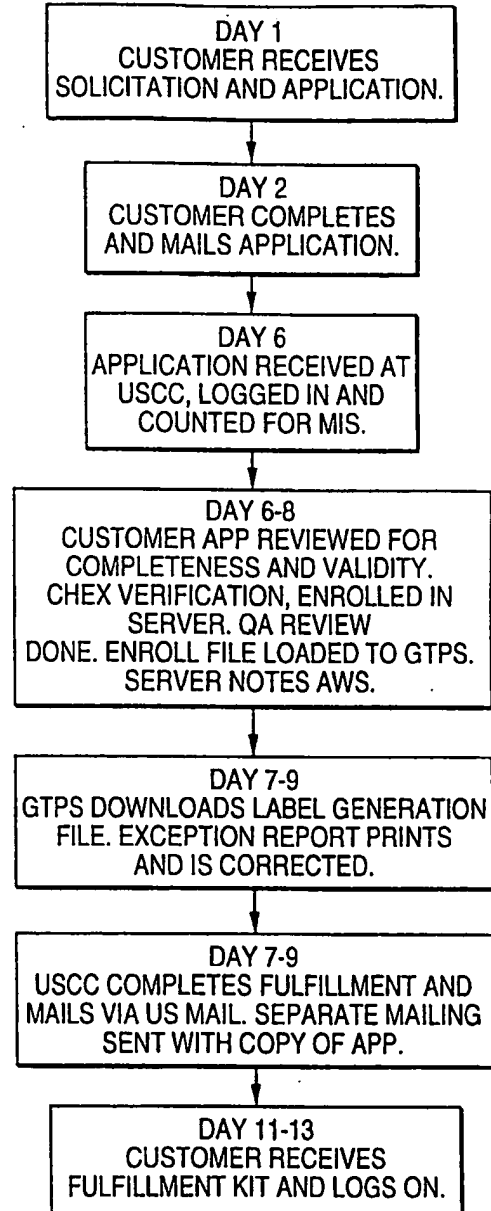 DAY 1
CUSTOMER RECEIVES
SOLICITATION AND APPLICATION.
DAY 2
CUSTOMER COMPLETES
AND MAILS APPLICATION.
DAY 6
APPLICATION RECEIVED AT
USCC, LOGGED IN AND
COUNTED FOR MIS.
DAY 6-8
CUSTOMER APP REVIEWED FOR
COMPLETENESS AND VALIDITY.
CHEX VERIFICATION, ENROLLED IN
SERVER. QA REVIEW
DONE. ENROLL FILE LOADED TO GTPS.
SERVER NOTES AWS.
DAY 7-9
GTPS DOWNLOADS LABEL GENERATION
FILE. EXCEPTION REPORT PRINTS
AND IS CORRECTED.
DAY 7-9
USCC COMPLETES FULFILLMENT AND
MAILS VIA US MAIL. SEPARATE MAILING
SENT WITH COPY OF APP.
DAY 11-13
CUSTOMER RECEIVES
FULFILLMENT KIT AND LOGS ON.